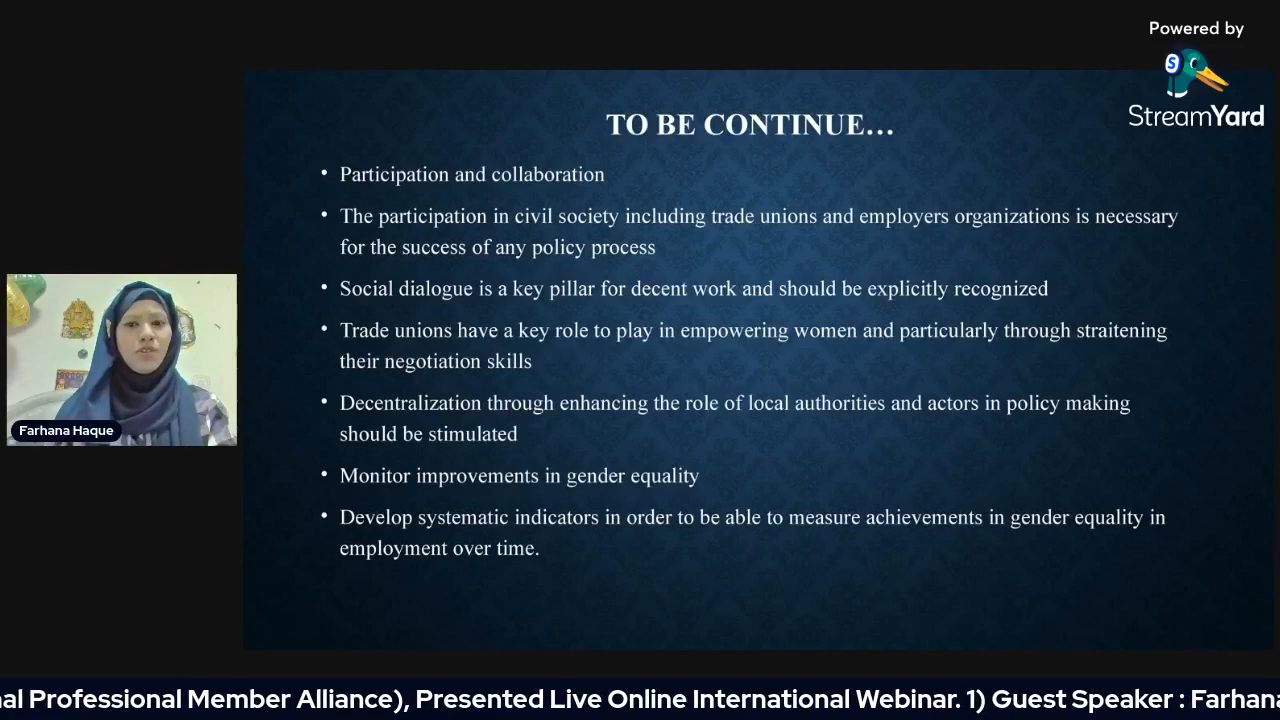 Powered by
StreamYard
TO BE CONTINUE…
• Participation and collaboration
• The participation in civil society including trade unions and employers organizations is necessary
for the success of any policy process
• Social dialogue is a key pillar for decent work and should be explicitly recognized
• Trade unions have a key role to play in empowering women and particularly through straitening
their negotiation skills
• Decentralization through enhancing the role of local authorities and actors in policy making
should be stimulated
• Monitor improvements in gender equality
• Develop systematic indicators in order to be able to measure achievements in gender equality in
employment over time.
Farhana Haque
al Professional Member Alliance), Presented Live Online International Webinar. 1) Guest Speaker : Farhana